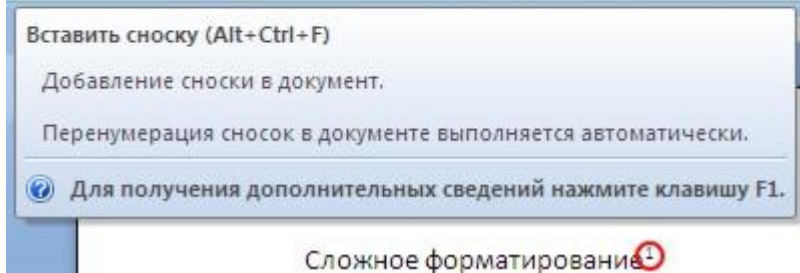 Вставить сноску (Alt+Ctrl+F)
Добавление сноски в документ.
Перенумерация сносок в документе выполняется автоматически.
Для получения дополнительных сведений нажмите клавишу F1.
Сложное форматирование¹